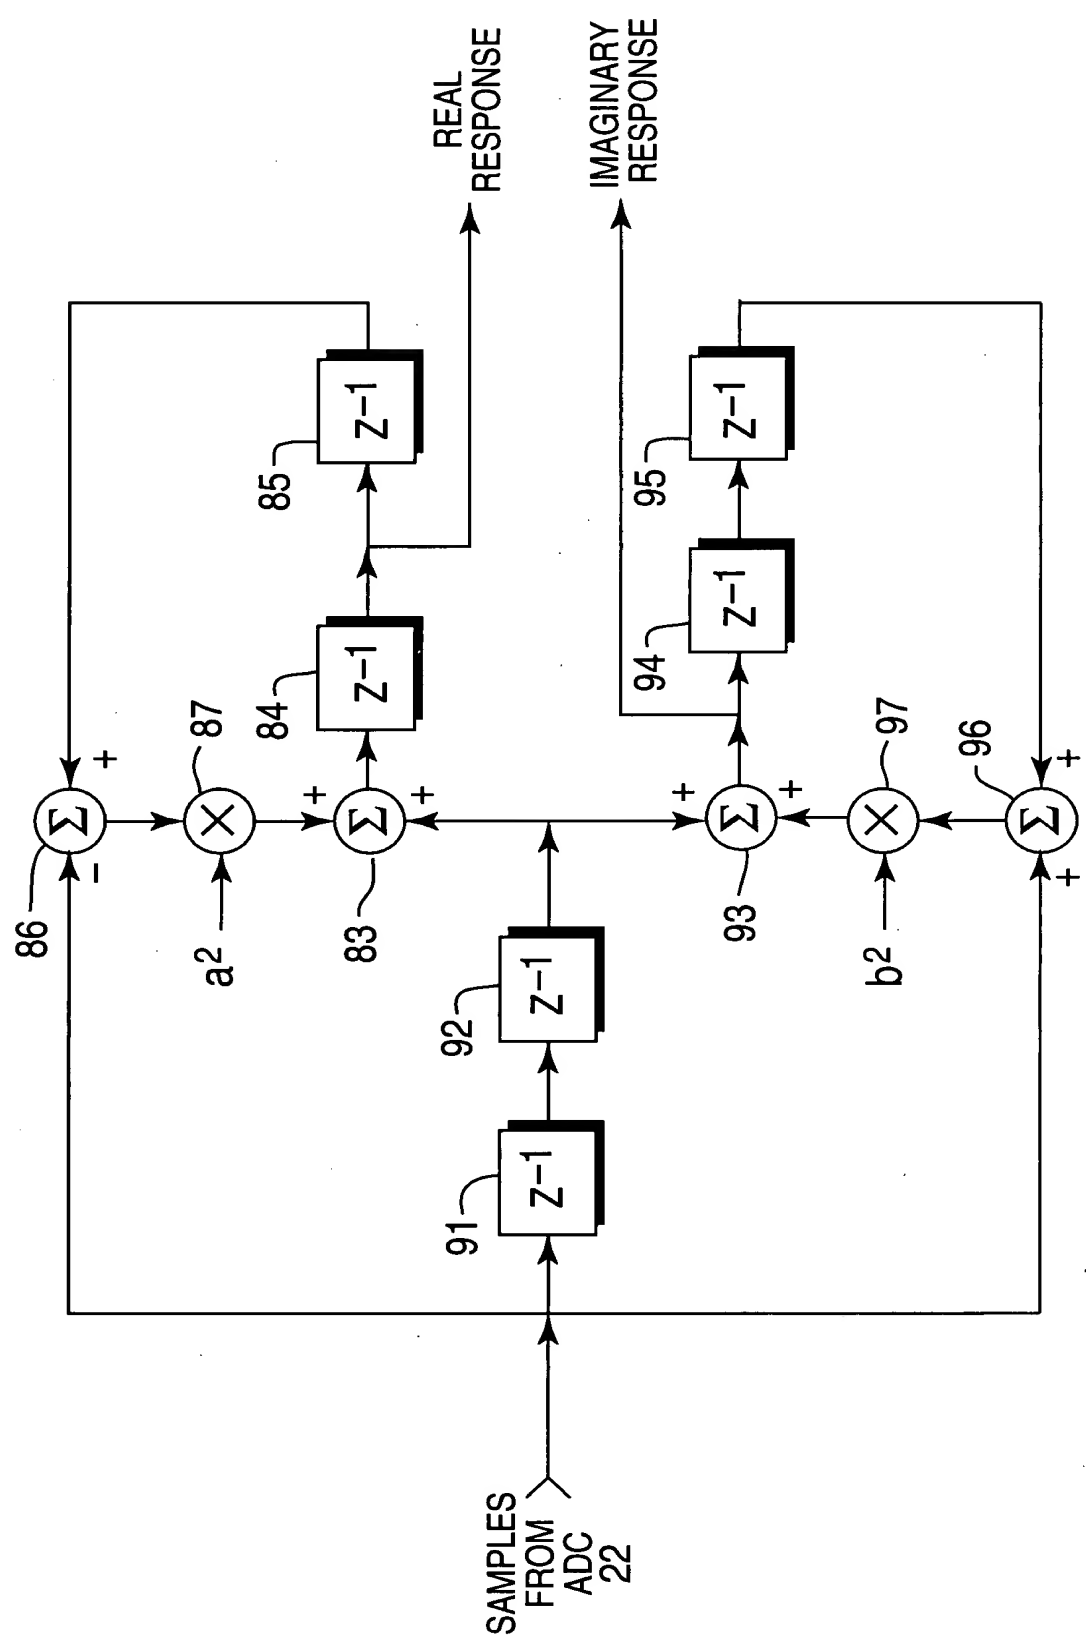 SAMPLES
FROM
ADC
22
91
z⁻¹
92
z⁻¹
86
Σ
-
+
a²
87
×
83
Σ
+
+
84
z⁻¹
85
z⁻¹
REAL
RESPONSE
IMAGINARY
RESPONSE
93
Σ
+
+
94
z⁻¹
95
z⁻¹
b²
97
×
96
Σ
+
+